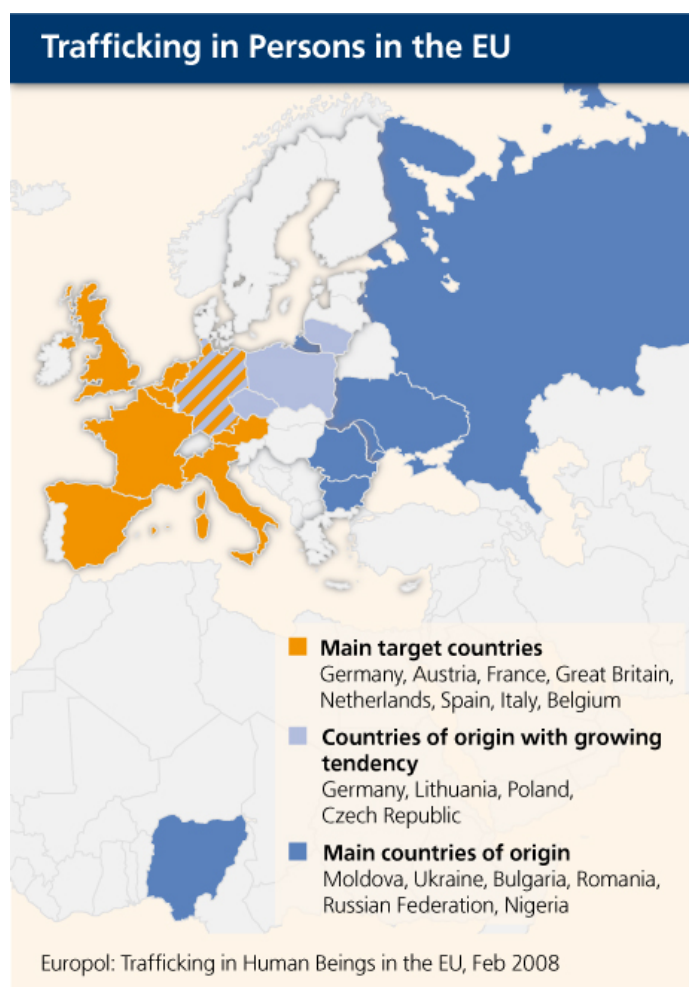 Trafficking in Persons in the EU
Main target countries
Germany, Austria, France, Great Britain,
Netherlands, Spain, Italy, Belgium
Countries of origin with growing
tendency
Germany, Lithuania, Poland,
Czech Republic
Main countries of origin
Moldova, Ukraine, Bulgaria, Romania,
Russian Federation, Nigeria
Europol: Trafficking in Human Beings in the EU, Feb 2008